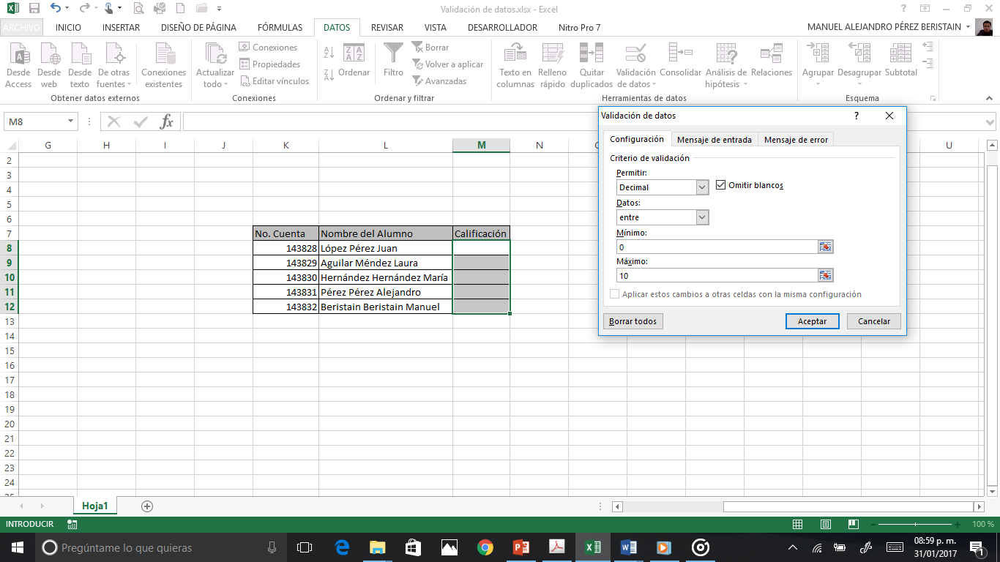 Validación de datos.xlsx - Excel
ARCHIVO INICIO INSERTAR DISEÑO DE PÁGINA FÓRMULAS DATOS REVISAR VISTA DESARROLLADOR Nitro Pro 7 MANUEL ALEJANDRO PÉREZ BERISTAIN
Desde Access
Desde web
Desde texto
De otras fuentes
Obtener datos externos
Conexiones existentes
Actualizar todo
Conexiones
Propiedades
Editar vínculos
Conexiones
Ordenar
Filtro
Borrar
Volver a aplicar
Avanzadas
Ordenar y filtrar
Texto en columnas
Relleno rápido
Quitar duplicados
Validación de datos
Consolidar
Análisis de hipótesis
Relaciones
Herramientas de datos
Agrupar
Desagrupar
Subtotal
Esquema
M8
fx
G H I J K L M N U
2
3
4
5
6
7 No. Cuenta Nombre del Alumno Calificación
8 143828 López Pérez Juan
9 143829 Aguilar Méndez Laura
10 143830 Hernández Hernández María
11 143831 Pérez Pérez Alejandro
12 143832 Beristain Beristain Manuel
13
14
15
16
17
18
19
20
21
22
23
24
Validación de datos
Configuración Mensaje de entrada Mensaje de error
Criterio de validación
Permitir:
Decimal Omitir blancos
Datos:
entre
Mínimo:
0
Máximo:
10
Aplicar estos cambios a otras celdas con la misma configuración
Borrar todos Aceptar Cancelar
Hoja1
INTRODUCIR 100 %
Pregúntame lo que quieras
08:59 p. m.
31/01/2017
1